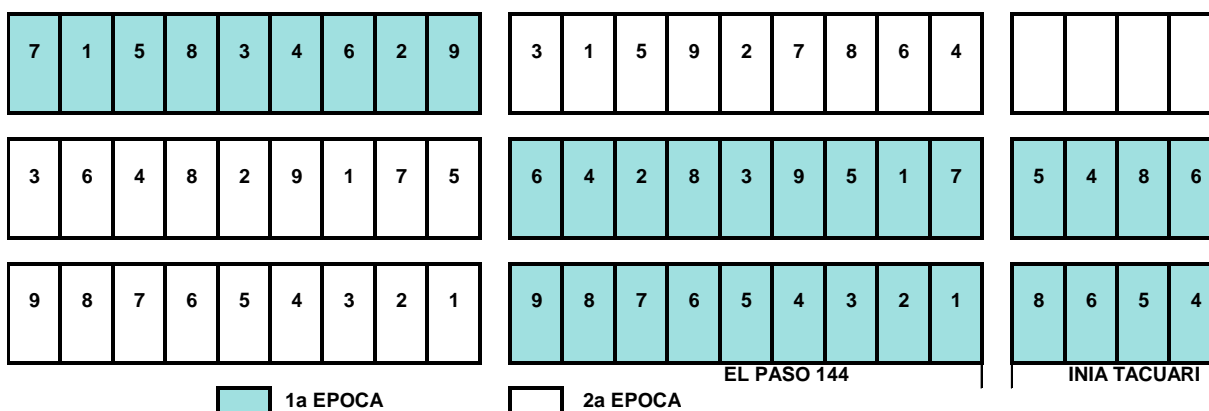 7 1 5 8 3 4 6 2 9 3 1 5 9 2 7 8 6 4
3 6 4 8 2 9 1 7 5 6 4 2 8 3 9 5 1 7 5 4 8 6
9 8 7 6 5 4 3 2 1 9 8 7 6 5 4 3 2 1 8 6 5 4
EL PASO 144 INIA TACUARI
1a EPOCA 2a EPOCA